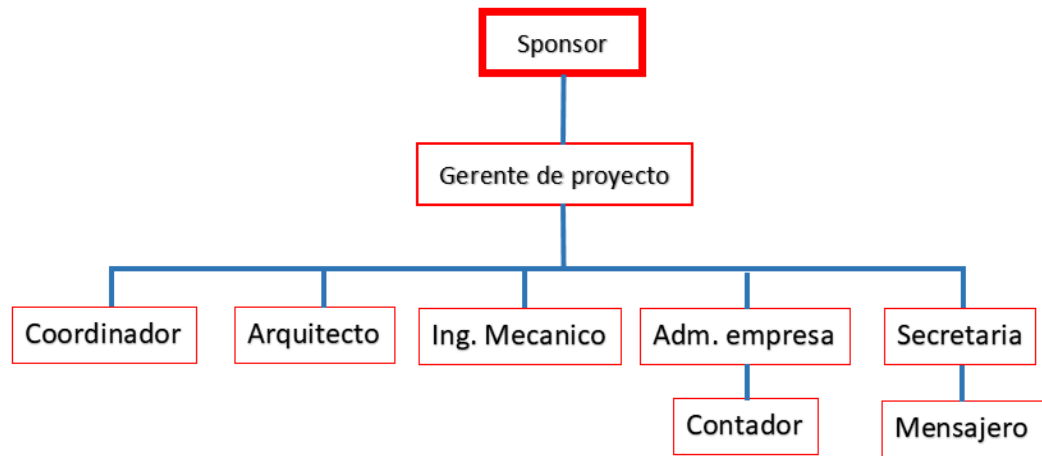 Sponsor
Gerente de proyecto
Coordinador
Arquitecto
Ing. Mecanico
Adm. empresa
Secretaria
Contador
Mensajero